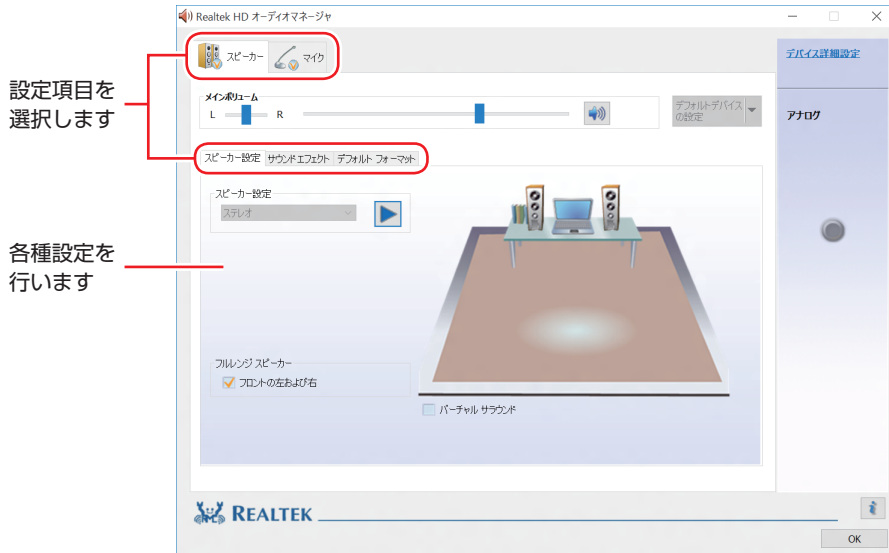 Realtek HD オーディオマネージャ
スピーカー
マイク
デバイス詳細設定
設定項目を
選択します
メインボリューム
L
R
デフォルトデバイス
の設定
アナログ
スピーカー設定
サウンドエフェクト
デフォルト フォーマット
スピーカー設定
ステレオ
各種設定を
行います
フルレンジ スピーカー
フロントの左および右
バーチャル サラウンド
REALTEK
i
OK